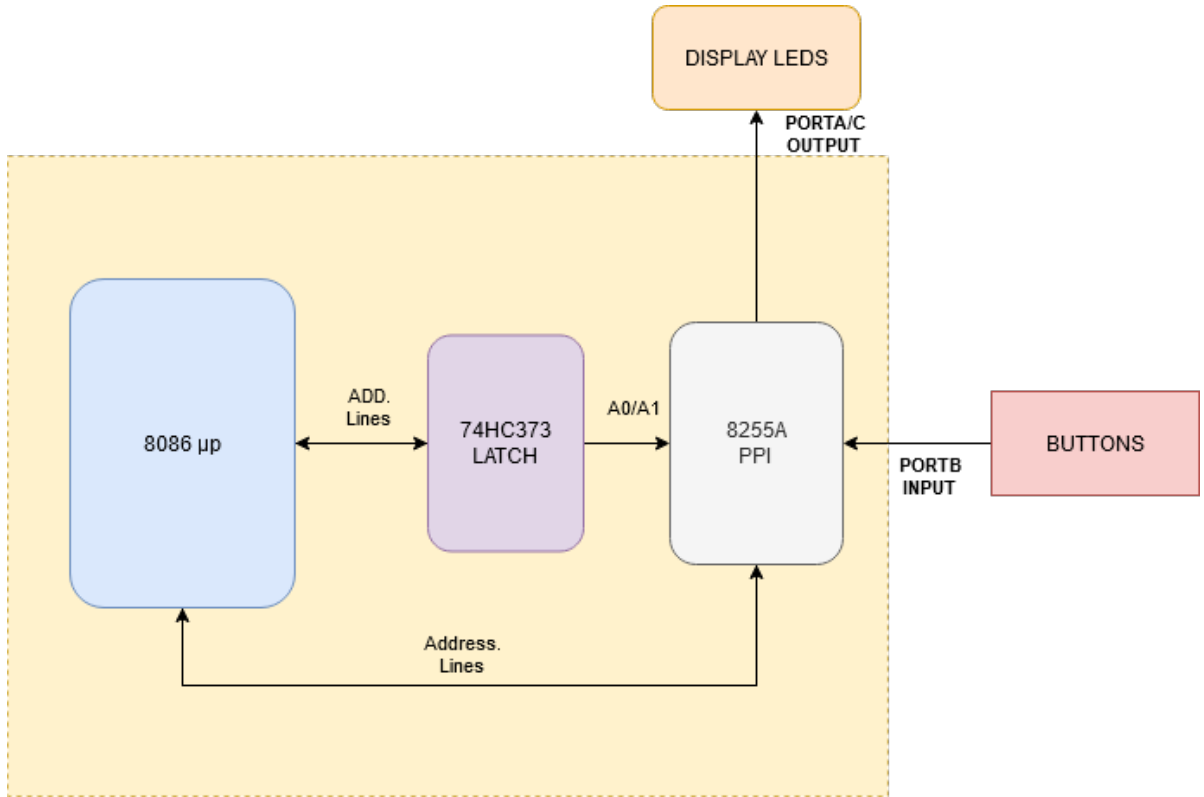 DISPLAY LEDS
PORTA/C
OUTPUT
8086 µp
ADD.
Lines
74HC373
LATCH
A0/A1
8255A
PPI
PORTB
INPUT
BUTTONS
Address.
Lines